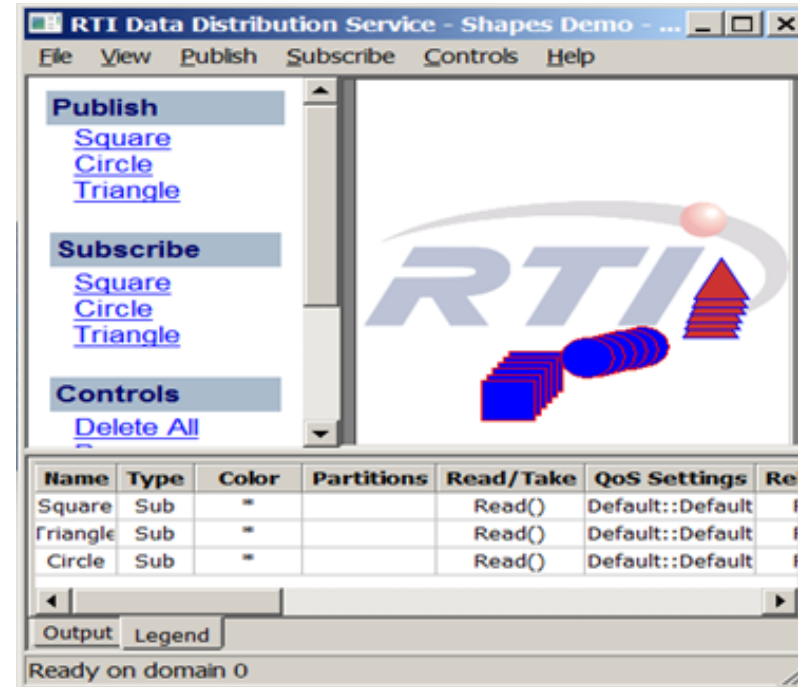 RTI Data Distribution Service - Shapes Demo - ...
File View Publish Subscribe Controls Help
Publish
Square
Circle
Triangle
Subscribe
Square
Circle
Triangle
Controls
Delete All
RTI
Name Type Color Partitions Read/Take QoS Settings Rel
Square Sub * Read() Default::Default
Triangle Sub * Read() Default::Default
Circle Sub * Read() Default::Default
Output Legend
Ready on domain 0